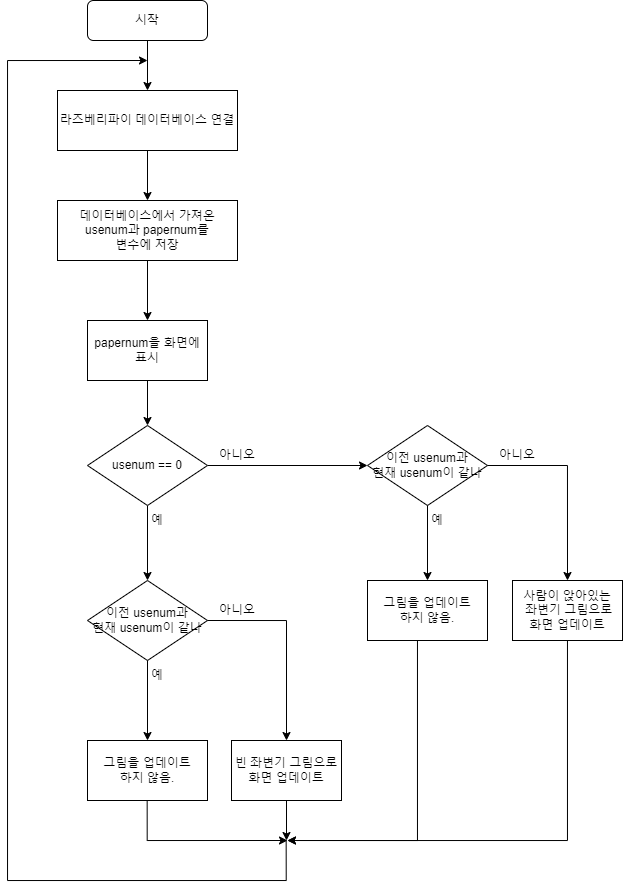 시작
라즈베리파이 데이터베이스 연결
데이터베이스에서 가져온
usenum과 papernum를
변수에 저장
papernum을 화면에
표시
usenum == 0
아니오
예
이전 usenum과
현재 usenum이 같나
아니오
예
그림을 업데이트
하지 않음.
사람이 앉아있는
좌변기 그림으로
화면 업데이트
이전 usenum과
현재 usenum이 같나
아니오
예
그림을 업데이트
하지 않음.
빈 좌변기 그림으로
화면 업데이트